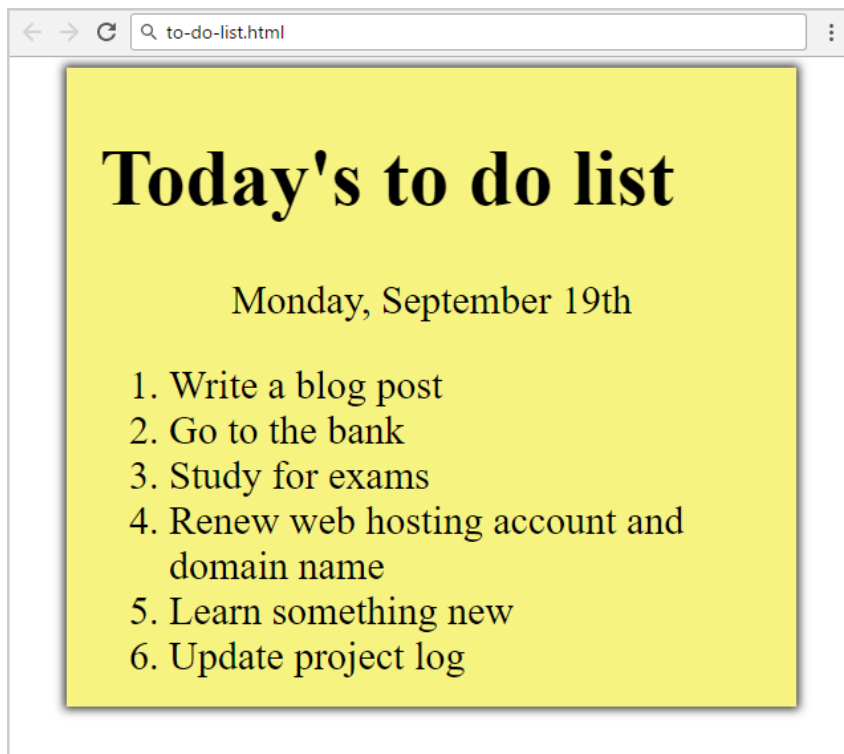 to-do-list.html
Today's to do list
Monday, September 19th
1. Write a blog post
2. Go to the bank
3. Study for exams
4. Renew web hosting account and
domain name
5. Learn something new
6. Update project log